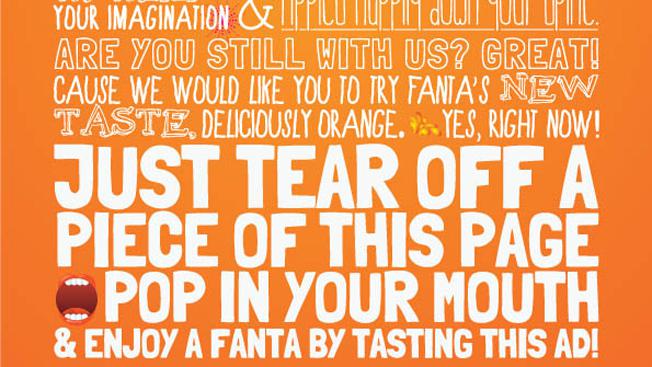 YOUR IMAGINATION &
ARE YOU STILL WITH US? GREAT!
CAUSE WE WOULD LIKE YOU TO TRY FANTA'S NEW
TASTE, DELICIOUSLY ORANGE. YES, RIGHT NOW!
JUST TEAR OFF A
PIECE OF THIS PAGE
POP IN YOUR MOUTH
& ENJOY A FANTA BY TASTING THIS AD!